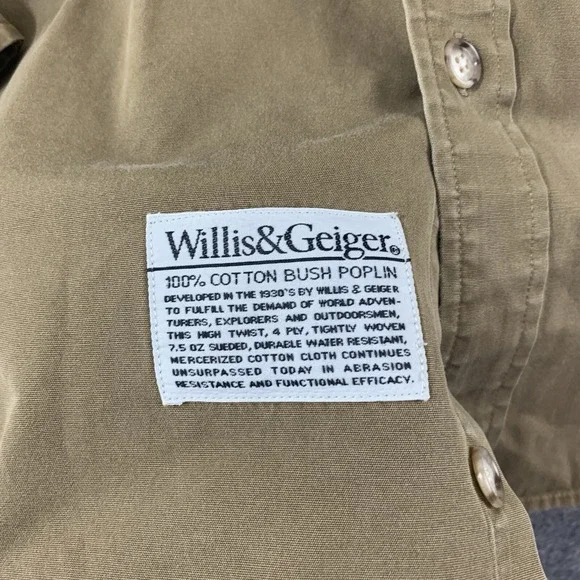 Willis&Geiger®
100% COTTON BUSH POPLIN
DEVELOPED IN THE 1930'S BY WILLIS & GEIGER
TO FULFILL THE DEMAND OF WORLD ADVEN-
TURERS, EXPLORERS AND OUTDOORSMEN,
THIS HIGH TWIST, 4 PLY, TIGHTLY WOVEN
7.5 OZ SUEDED, DURABLE WATER RESISTANT,
MERCERIZED COTTON CLOTH CONTINUES
UNSURPASSED TODAY IN ABRASION
RESISTANCE AND FUNCTIONAL EFFICACY.